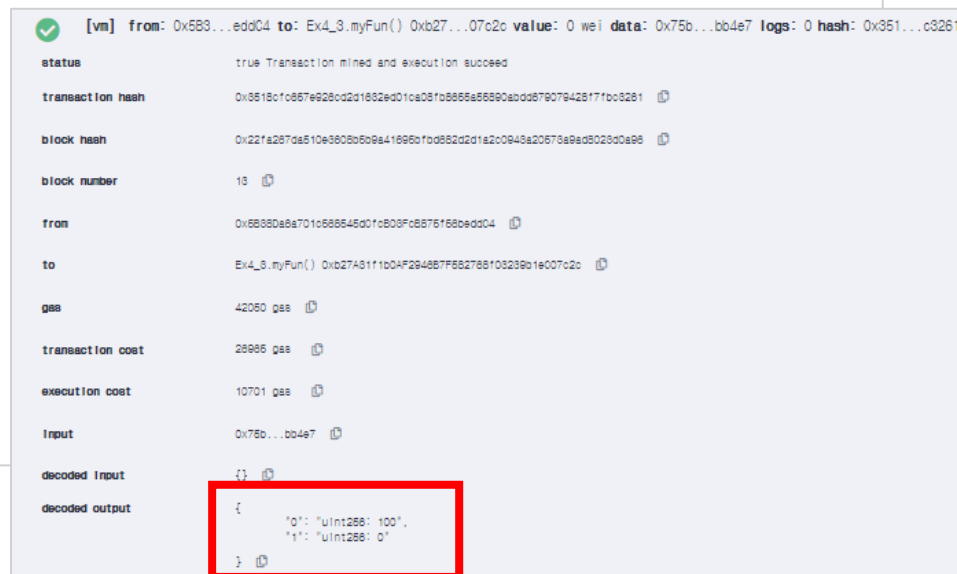 [vm] from: 0x5B3...eddC4 to: Ex4_3.myFun() 0xb27...07c2c value: 0 wei data: 0x75b...bb4e7 logs: 0 hash: 0x351...c3261
status true Transaction mined and execution succeed
transaction hash
block hash
block number
from
to Ex4_3.myFun()
gas 42050 gas
transaction cost gas
execution cost 10701 gas
input 0x75b...bb4e7
decoded input {}
decoded output {
"0": "uint256: 100",
"1": "uint256: 0"
}